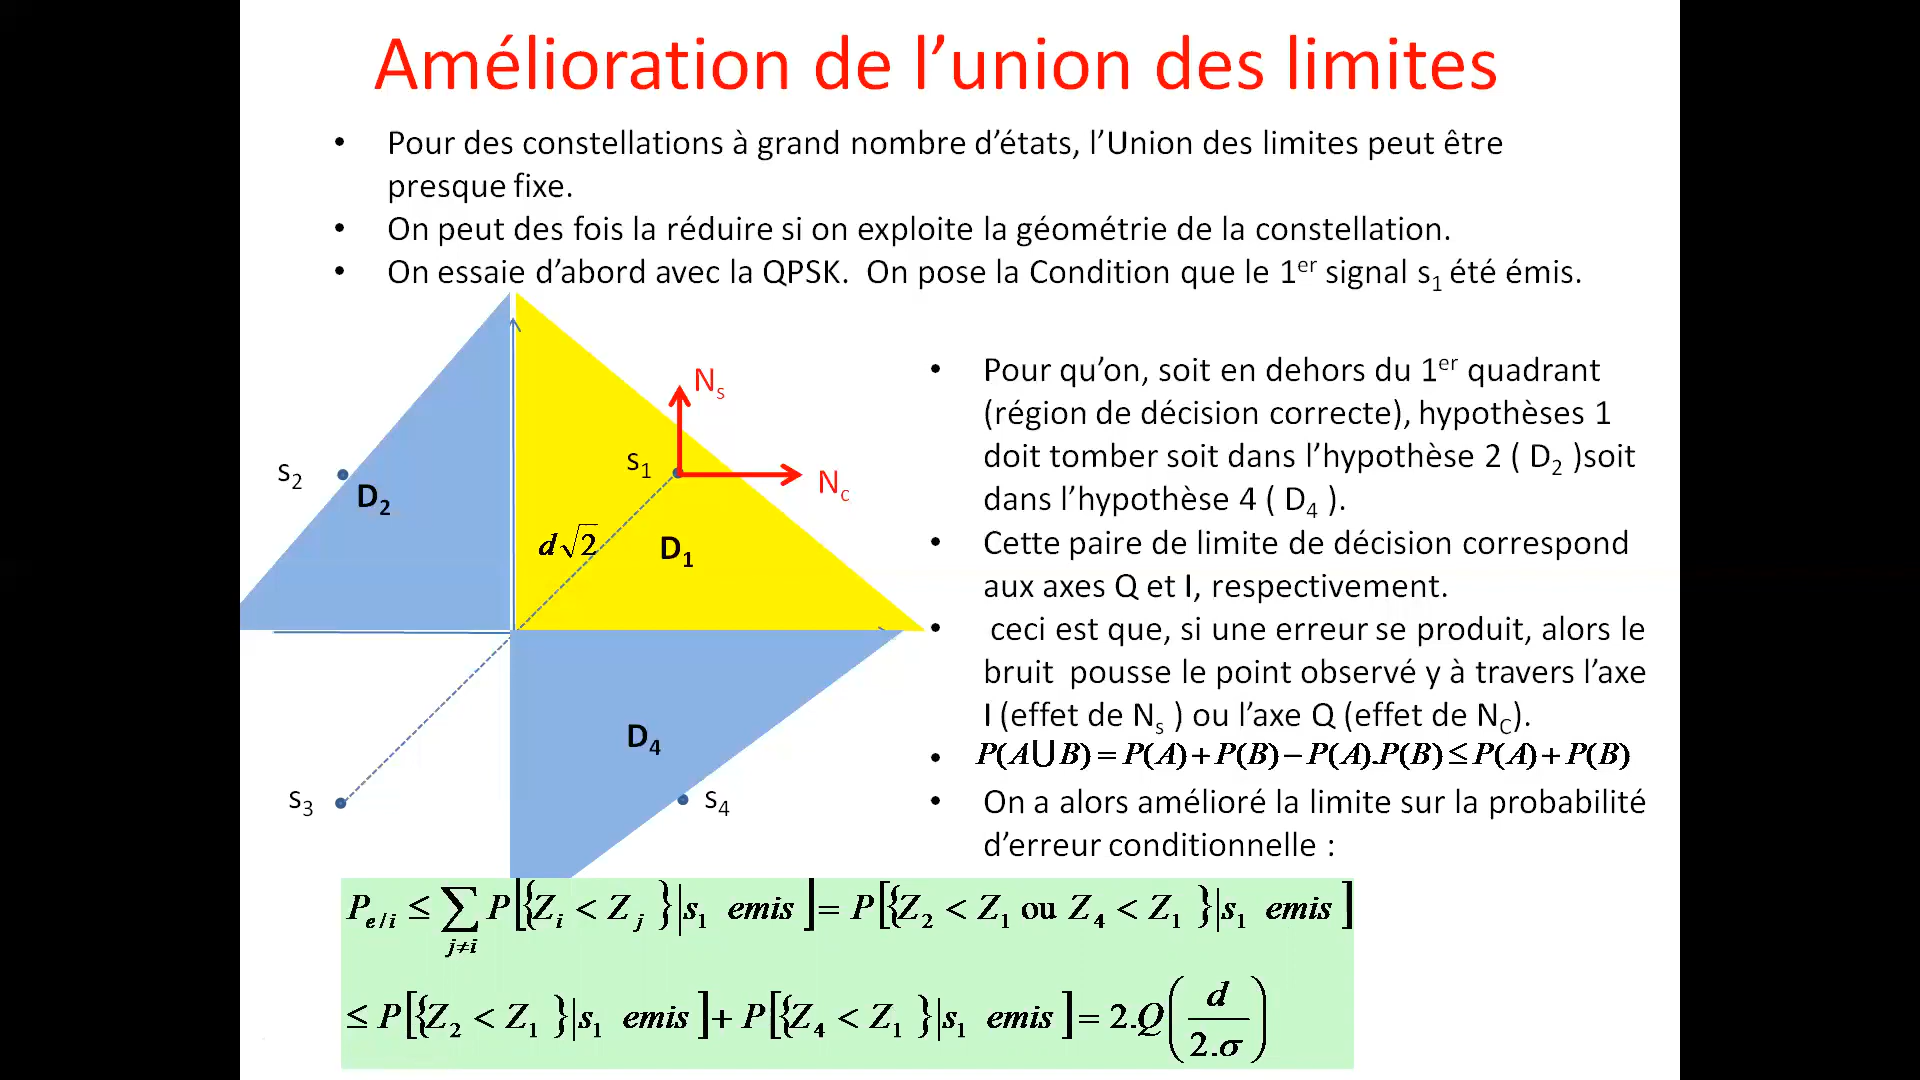 Amélioration de l’union des limites
• Pour des constellations à grand nombre d’états, l’Union des limites peut être
presque fixe.
• On peut des fois la réduire si on exploite la géométrie de la constellation.
• On essaie d’abord avec la QPSK. On pose la Condition que le 1er signal s1 été émis.
Ns
s1
Nc
s2
D2
d√2
D1
D4
s3
s4
• Pour qu’on, soit en dehors du 1er quadrant
(région de décision correcte), hypothèses 1
doit tomber soit dans l’hypothèse 2 ( D2 )soit
dans l’hypothèse 4 ( D4 ).
• Cette paire de limite de décision correspond
aux axes Q et I, respectivement.
• ceci est que, si une erreur se produit, alors le
bruit pousse le point observé y à travers l’axe
I (effet de Ns ) ou l’axe Q (effet de NC).
• P(A⋃B) = P(A)+P(B)−P(A).P(B) ≤ P(A)+P(B)
• On a alors amélioré la limite sur la probabilité
d’erreur conditionnelle :
Pe/i ≤ ∑j≠i P[{Zi < Zj }|s1 emis ] = P[{Z2 < Z1 ou Z4 < Z1 }|s1 emis ]
≤ P[{Z2 < Z1 }|s1 emis ]+ P[{Z4 < Z1 }|s1 emis ] = 2.Q(d/2.σ)